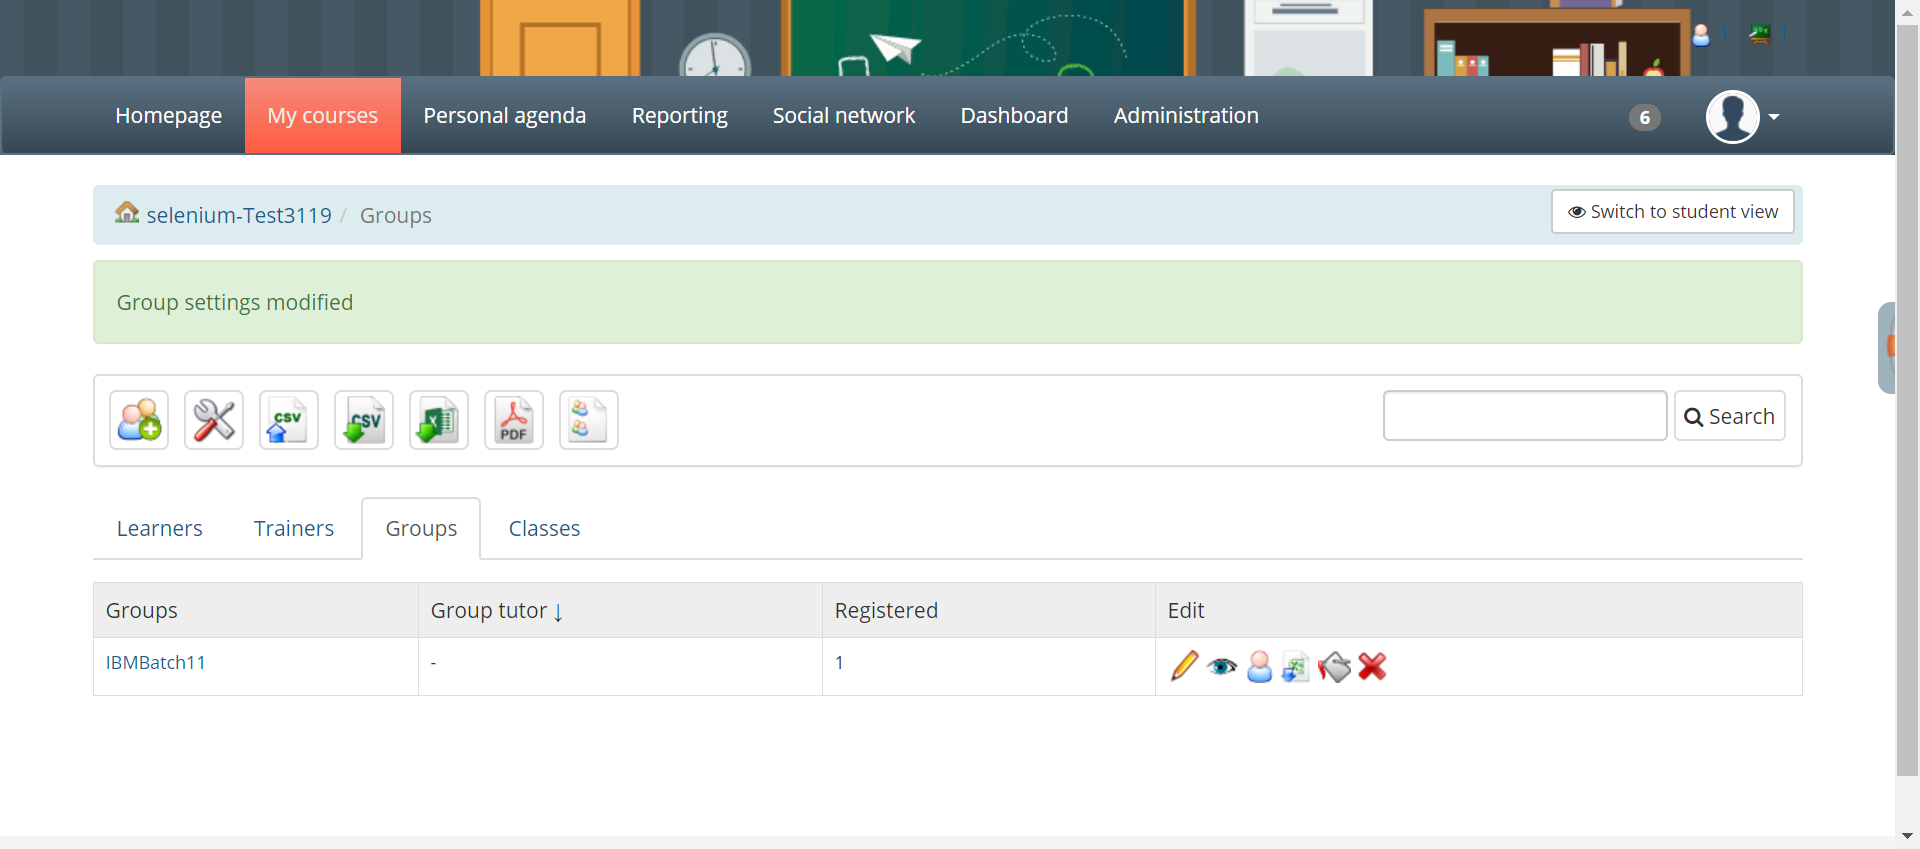 1 1
Homepage My courses Personal agenda Reporting Social network Dashboard Administration 6
selenium-Test3119 / Groups Switch to student view
Group settings modified
CSV CSV X PDF Search
Learners Trainers Groups Classes
Groups Group tutor ↓ Registered Edit
IBMBatch11 - 1